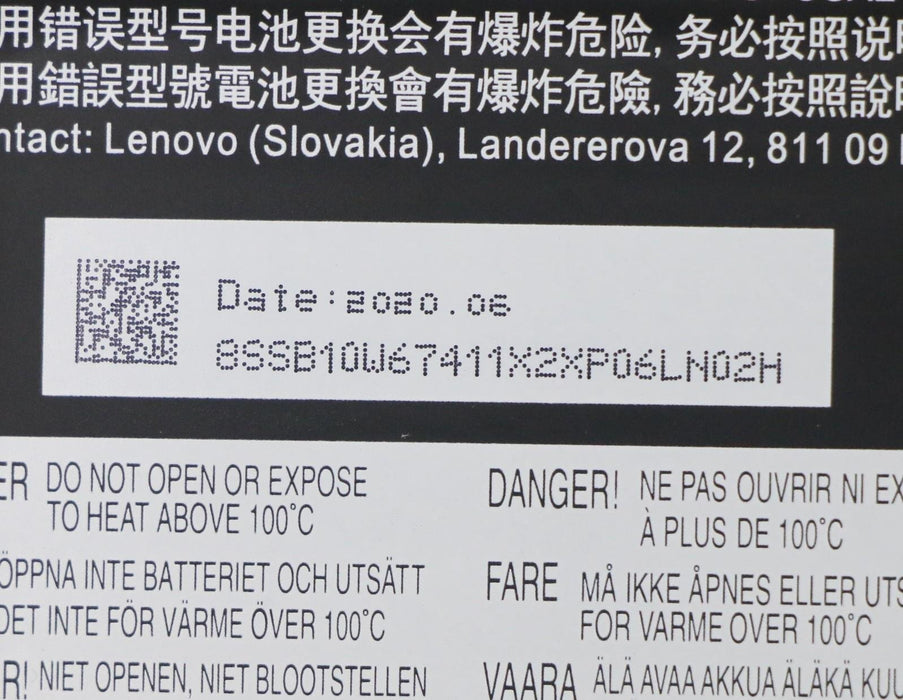 用错误型号电池更换会有爆炸危险, 务必按照说
用錯誤型號電池更換會有爆炸危險, 務必按照說
ntact: Lenovo (Slovakia), Landererova 12, 811 09
Date:2020.06
8SSB10W67411X2XP06LN02H
ER DO NOT OPEN OR EXPOSE
TO HEAT ABOVE 100°C
DANGER! NE PAS OUVRIR NI EX
À PLUS DE 100°C
ÖPPNA INTE BATTERIET OCH UTSÄTT
DET INTE FÖR VÄRME ÖVER 100°C
FARE MÅ IKKE ÅPNES ELLER UTS
FOR VARME OVER 100°C
R! NIET OPENEN, NIET BLOOTSTELLEN
VAARA ÄLÄ AVAA AKKUA ÄLÄKÄ KUU